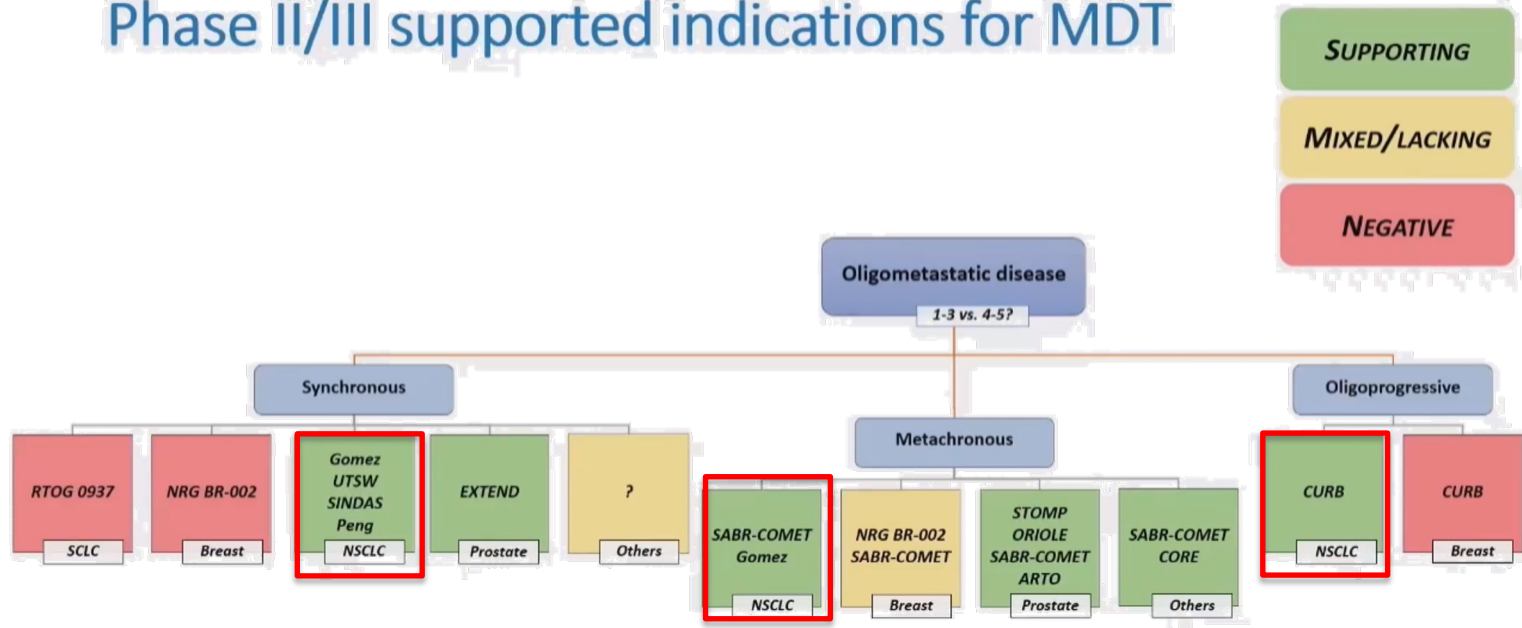 Phase II/III supported indications for MDT
SUPPORTING
MIXED/LACKING
NEGATIVE
Oligometastatic disease
1-3 vs. 4-5?
Synchronous
RTOG 0937
SCLC
NRG BR-002
Breast
Gomez
UTSW
SINDAS
Peng
NSCLC
EXTEND
Prostate
?
Others
Metachronous
SABR-COMET
Gomez
NSCLC
NRG BR-002
SABR-COMET
Breast
STOMP
ORIOLE
SABR-COMET
ARTO
Prostate
SABR-COMET
CORE
Others
Oligoprogressive
CURB
NSCLC
CURB
Breast